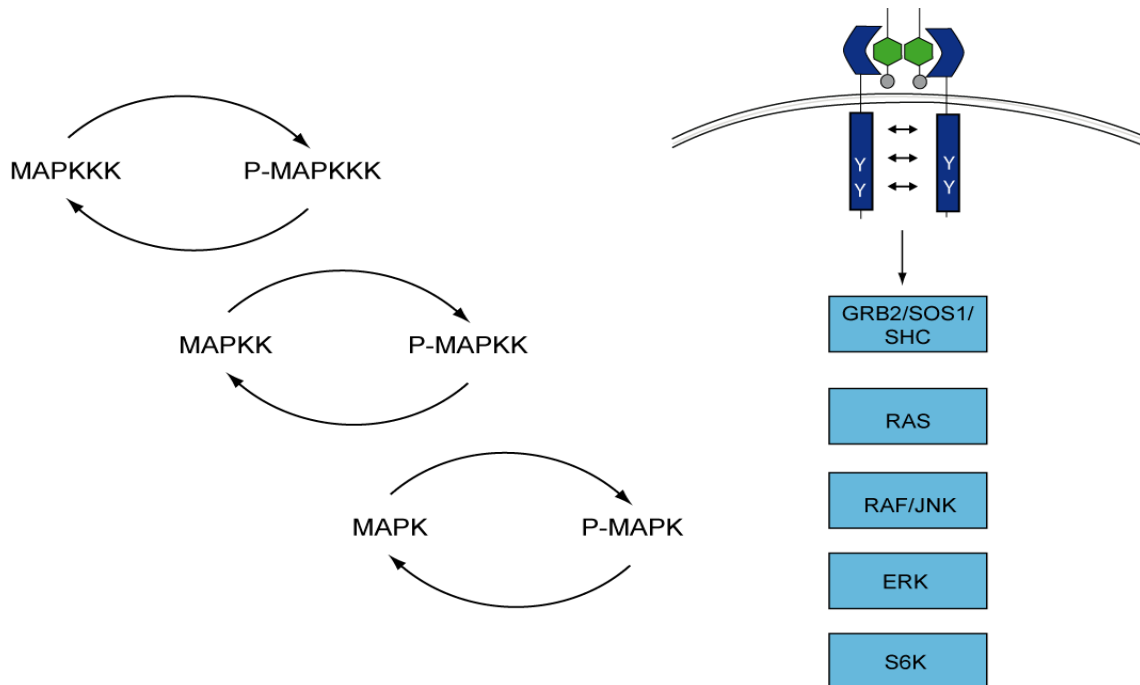 MAPKKK
P-MAPKKK
MAPKK
P-MAPKK
MAPK
P-MAPK
Y
Y
Y
Y
GRB2/SOS1/
SHC
RAS
RAF/JNK
ERK
S6K